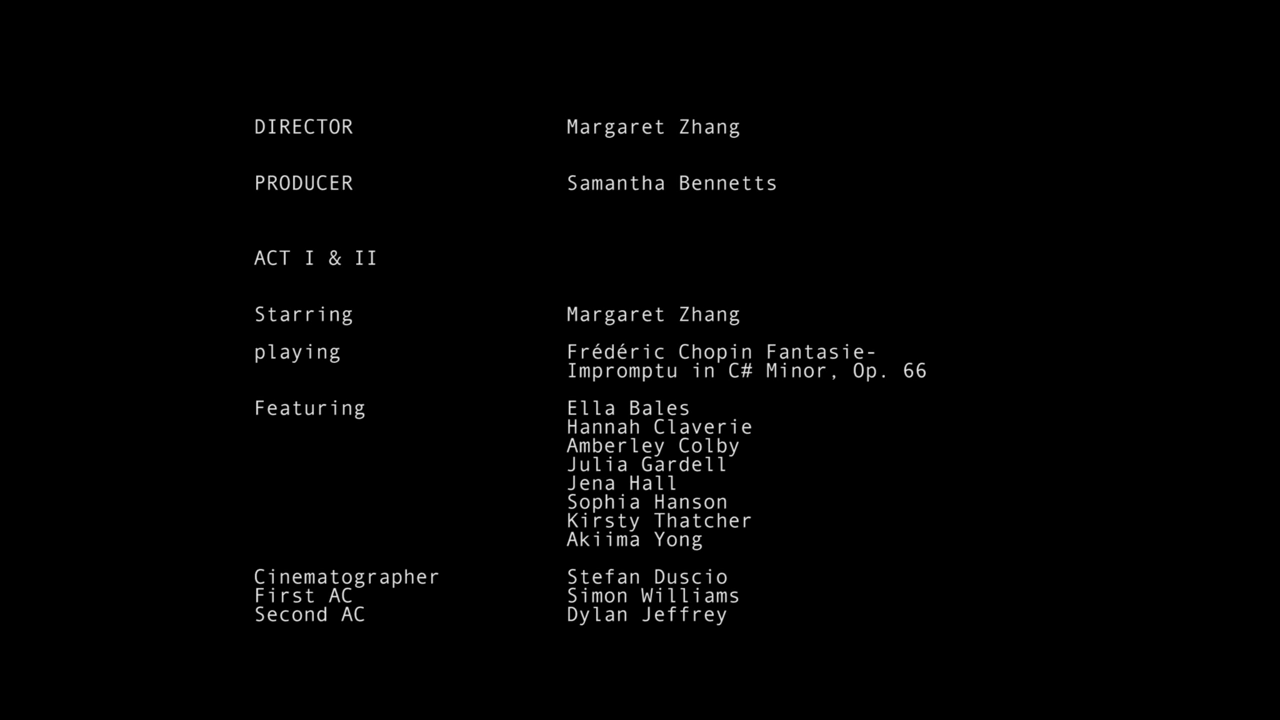 DIRECTOR Margaret Zhang
PRODUCER Samantha Bennetts
ACT I & II
Starring Margaret Zhang
playing Frédéric Chopin Fantasie-
Impromptu in C# Minor, Op. 66
Featuring Ella Bales
Hannah Claverie
Amberley Colby
Julia Gardell
Jena Hall
Sophia Hanson
Kirsty Thatcher
Akiima Yong
Cinematographer Stefan Duscio
First AC Simon Williams
Second AC Dylan Jeffrey